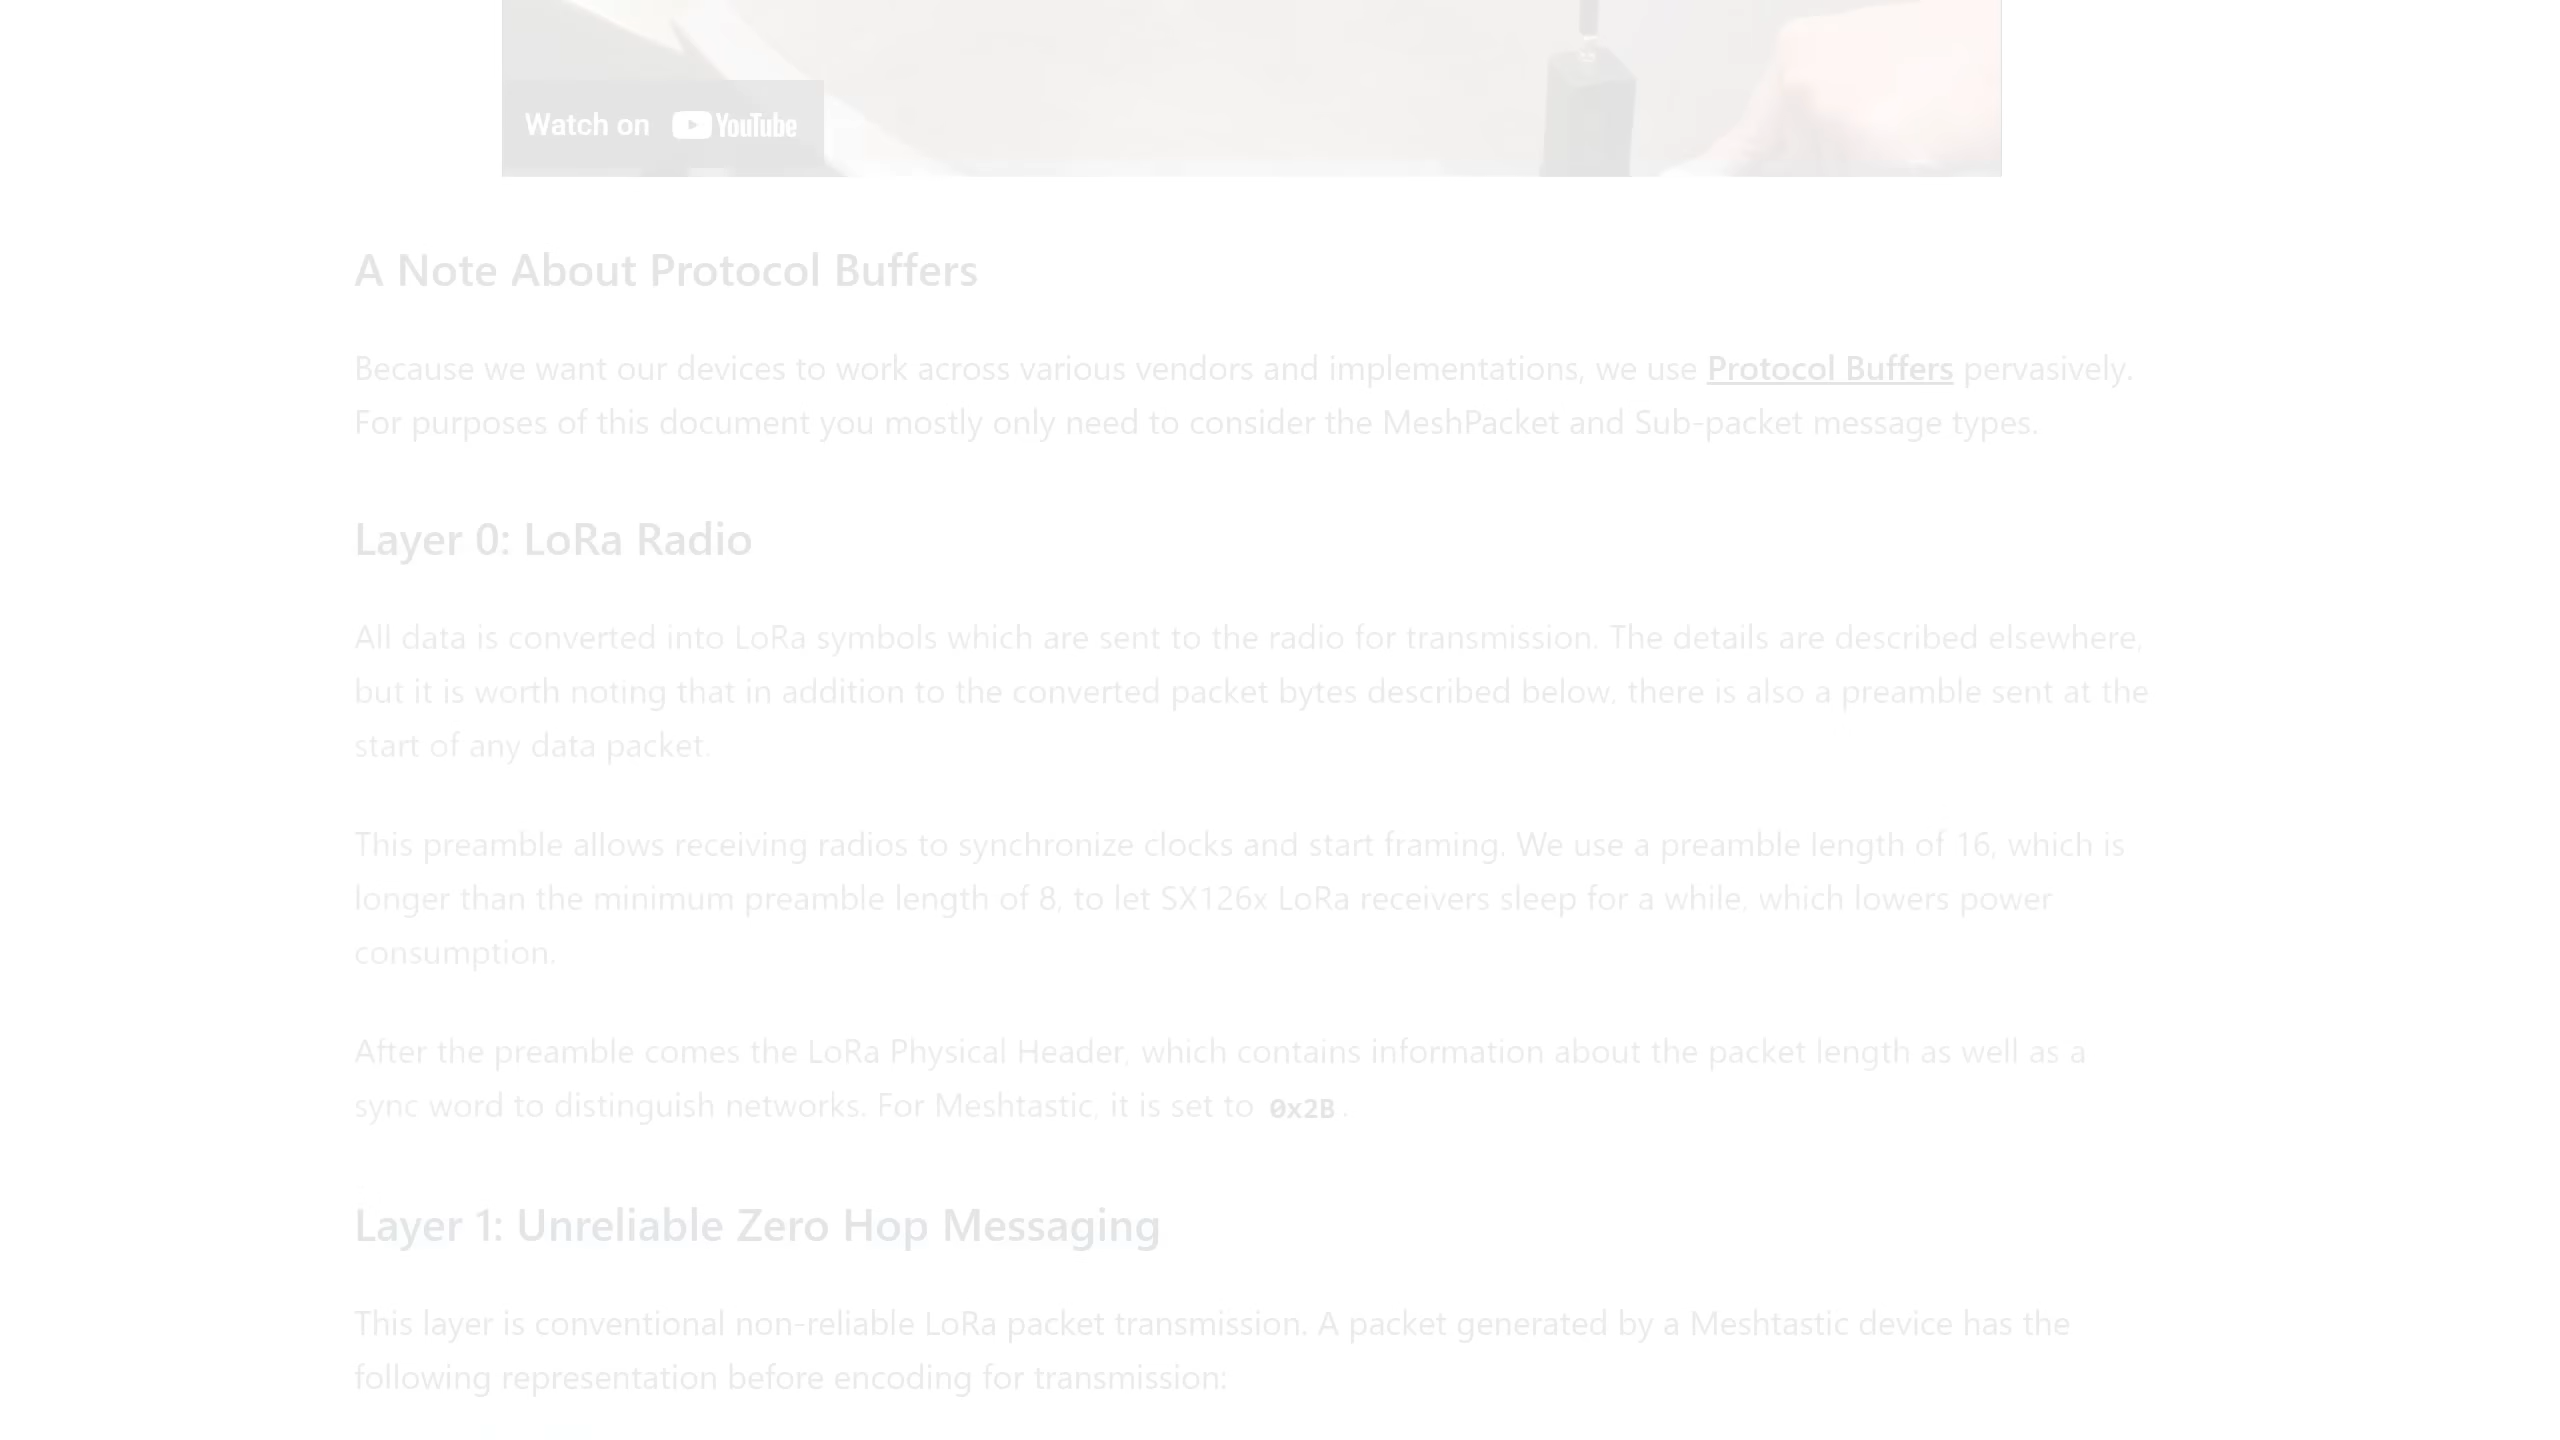 Watch on YouTube
A Note About Protocol Buffers
Because we want our devices to work across various vendors and implementations, we use Protocol Buffers pervasively.
For purposes of this document you mostly only need to consider the MeshPacket and Sub-packet message types.
Layer 0: LoRa Radio
All data is converted into LoRa symbols which are sent to the radio for transmission. The details are described elsewhere,
but it is worth noting that in addition to the converted packet bytes described below, there is also a preamble sent at the
start of any data packet.
This preamble allows receiving radios to synchronize clocks and start framing. We use a preamble length of 16, which is
longer than the minimum preamble length of 8, to let SX126x LoRa receivers sleep for a while, which lowers power
consumption.
After the preamble comes the LoRa Physical Header, which contains information about the packet length as well as a
sync word to distinguish networks. For Meshtastic, it is set to 0x2B.
Layer 1: Unreliable Zero Hop Messaging
This layer is conventional non-reliable LoRa packet transmission. A packet generated by a Meshtastic device has the
following representation before encoding for transmission: